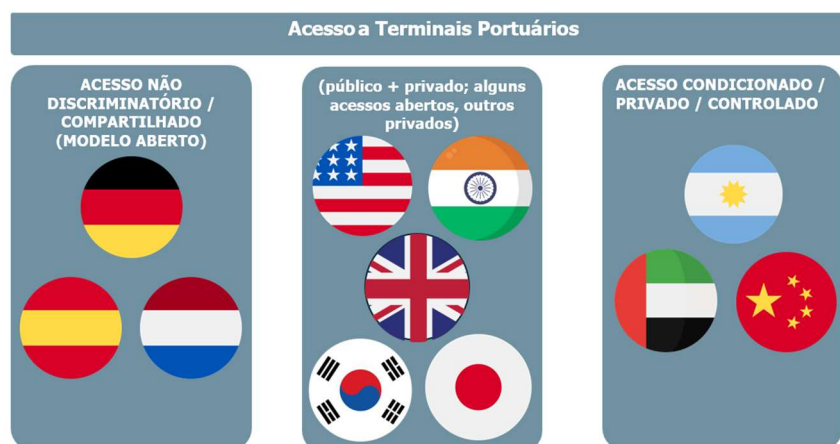 Acesso a Terminais Portuários
ACESSO NÃO
DISCRIMINATÓRIO /
COMPARTILHADO
(MODELO ABERTO)
(público + privado; alguns
acessos abertos, outros
privados)
ACESSO CONDICIONADO /
PRIVADO / CONTROLADO